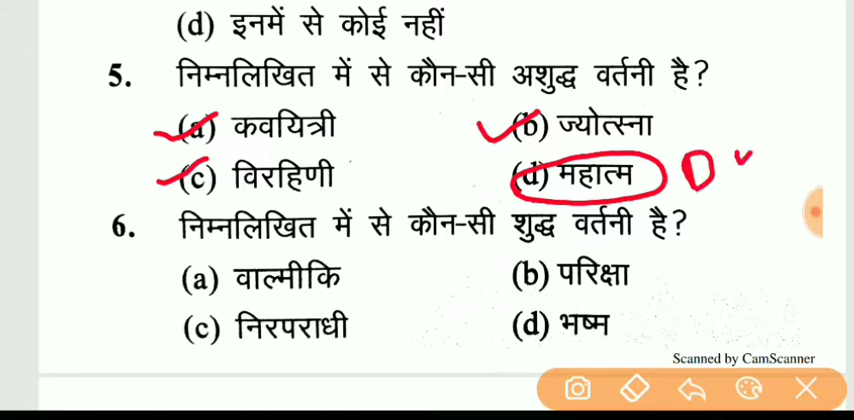 (d) इनमें से कोई नहीं
5. निम्नलिखित में से कौन-सी अशुद्ध वर्तनी है?
(a) कवयित्री (b) ज्योत्स्ना
(c) विरहिणी (d) महात्म D
6. निम्नलिखित में से कौन-सी शुद्ध वर्तनी है?
(a) वाल्मीकि (b) परिक्षा
(c) निरपराधी (d) भष्म
Scanned by CamScanner